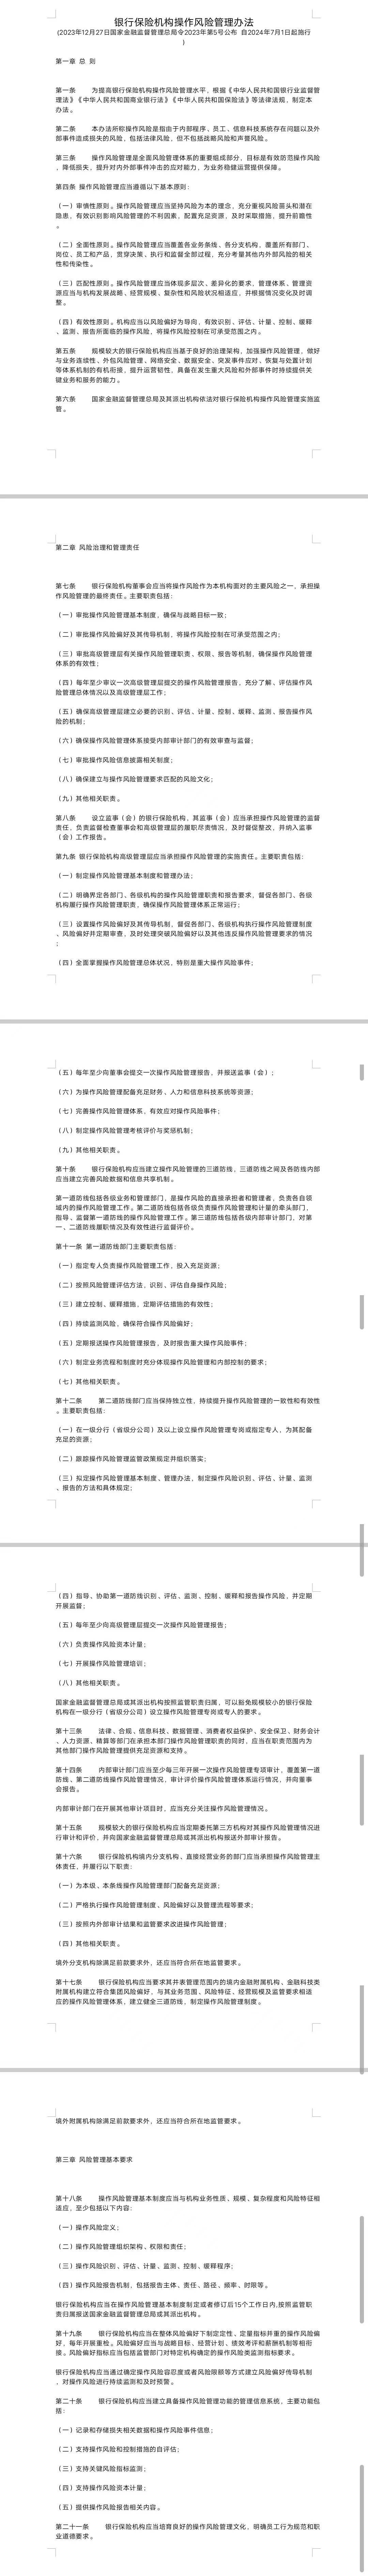 银行保险机构操作风险管理办法
(2023年12月27日国家金融监督管理总局令2023年第5号公布 自2024年7月1日起施行
)
第一章 总 则
第一条 为提高银行保险机构操作风险管理水平，根据《中华人民共和国银行业监督管
理法》《中华人民共和国商业银行法》《中华人民共和国保险法》等法律法规，制定本
办法。
第二条 本办法所称操作风险是指由于内部程序、员工、信息科技系统存在问题以及外
部事件造成损失的风险，包括法律风险，但不包括战略风险和声誉风险。
第三条 操作风险管理是全面风险管理体系的重要组成部分，目标是有效防范操作风险
，降低损失，提升对内外部事件冲击的应对能力，为业务稳健运营提供保障。
第四条 操作风险管理应当遵循以下基本原则：
（一）审慎性原则。操作风险管理应当坚持风险为本的理念，充分重视风险苗头和潜在
隐患，有效识别影响风险管理的不利因素，配置充足资源，及时采取措施，提升前瞻性
。
（二）全面性原则。操作风险管理应当覆盖各业务条线、各分支机构，覆盖所有部门、
岗位、员工和产品，贯穿决策、执行和监督全部过程，充分考量其他内外部风险的相关
性和传染性。
（三）匹配性原则。操作风险管理应当体现多层次、差异化的要求，管理体系、管理资
源应当与机构发展战略、经营规模、复杂性和风险状况相适应，并根据情况变化及时调
整。
（四）有效性原则。机构应当以风险偏好为导向，有效识别、评估、计量、控制、缓释
、监测、报告所面临的操作风险，将操作风险控制在可承受范围之内。
第五条 规模较大的银行保险机构应当基于良好的治理架构，加强操作风险管理，做好
与业务连续性、外包风险管理、网络安全、数据安全、突发事件应对、恢复与处置计划
等体系机制的有机衔接，提升运营韧性，具备在发生重大风险和外部事件时持续提供关
键业务和服务的能力。
第六条 国家金融监督管理总局及其派出机构依法对银行保险机构操作风险管理实施监
管。
第二章 风险治理和管理责任
第七条 银行保险机构董事会应当将操作风险作为本机构面对的主要风险之一，承担操
作风险管理的最终责任。主要职责包括：
（一）审批操作风险管理基本制度，确保与战略目标一致；
（二）审批操作风险偏好及其传导机制，将操作风险控制在可承受范围之内；
（三）审批高级管理层有关操作风险管理职责、权限、报告等机制，确保操作风险管理
体系的有效性；
（四）每年至少审议一次高级管理层提交的操作风险管理报告，充分了解、评估操作风
险管理总体情况以及高级管理层工作；
（五）确保高级管理层建立必要的识别、评估、计量、控制、缓释、监测、报告操作风
险的机制；
（六）确保操作风险管理体系接受内部审计部门的有效审查与监督；
（七）审批操作风险信息披露相关制度；
（八）确保建立与操作风险管理要求匹配的风险文化；
（九）其他相关职责。
第八条 设立监事（会）的银行保险机构，其监事（会）应当承担操作风险管理的监督
责任，负责监督检查董事会和高级管理层的履职尽责情况，及时督促整改，并纳入监事
（会）工作报告。
第九条 银行保险机构高级管理层应当承担操作风险管理的实施责任。主要职责包括：
（一）制定操作风险管理基本制度和管理办法；
（二）明确界定各部门、各级机构的操作风险管理职责和报告要求，督促各部门、各级
机构履行操作风险管理职责，确保操作风险管理体系正常运行；
（三）设置操作风险偏好及其传导机制，督促各部门、各级机构执行操作风险管理制度
、风险偏好并定期审查，及时处理突破风险偏好以及其他违反操作风险管理要求的情况
；
（四）全面掌握操作风险管理总体状况，特别是重大操作风险事件；
（五）每年至少向董事会提交一次操作风险管理报告，并报送监事（会）；
（六）为操作风险管理配备充足财务、人力和信息科技系统等资源；
（七）完善操作风险管理体系，有效应对操作风险事件；
（八）制定操作风险管理考核评价与奖惩机制；
（九）其他相关职责。
第十条 银行保险机构应当建立操作风险管理的三道防线，三道防线之间及各防线内部
应当建立完善风险数据和信息共享机制。
第一道防线包括各级业务和管理部门，是操作风险的直接承担者和管理者，负责各自领
域内的操作风险管理工作。第二道防线包括各级负责操作风险管理和计量的牵头部门，
指导、监督第一道防线的操作风险管理工作。第三道防线包括各级内部审计部门，对第
一、二道防线履职情况及有效性进行监督评价。
第十一条 第一道防线部门主要职责包括：
（一）指定专人负责操作风险管理工作，投入充足资源；
（二）按照风险管理评估方法，识别、评估自身操作风险；
（三）建立控制、缓释措施，定期评估措施的有效性；
（四）持续监测风险，确保符合操作风险偏好；
（五）定期报送操作风险管理报告，及时报告重大操作风险事件；
（六）制定业务流程和制度时充分体现操作风险管理和内部控制的要求；
（七）其他相关职责。
第十二条 第二道防线部门应当保持独立性，持续提升操作风险管理的一致性和有效性
。主要职责包括：
（一）在一级分行（省级分公司）及以上设立操作风险管理专岗或指定专人，为其配备
充足的资源；
（二）跟踪操作风险管理监管政策规定并组织落实；
（三）拟定操作风险管理基本制度、管理办法，制定操作风险识别、评估、计量、监测
、报告的方法和具体规定；
（四）指导、协助第一道防线识别、评估、监测、控制、缓释和报告操作风险，并定期
开展监督；
（五）每年至少向高级管理层提交一次操作风险管理报告；
（六）负责操作风险资本计量；
（七）开展操作风险管理培训；
（八）其他相关职责。
国家金融监督管理总局或其派出机构按照监管职责归属，可以豁免规模较小的银行保险
机构在一级分行（省级分公司）设立操作风险管理专岗或专人的要求。
第十三条 法律、合规、信息科技、数据管理、消费者权益保护、安全保卫、财务会计
、人力资源、精算等部门在承担本部门操作风险管理职责的同时，应当在职责范围内为
其他部门操作风险管理提供充足资源和支持。
第十四条 内部审计部门应当至少每三年开展一次操作风险管理专项审计，覆盖第一道
防线、第二道防线操作风险管理情况，审计评价操作风险管理体系运行情况，并向董事
会报告。
内部审计部门在开展其他审计项目时，应当充分关注操作风险管理情况。
第十五条 规模较大的银行保险机构应当定期委托第三方机构对其操作风险管理情况进
行审计和评价，并向国家金融监督管理总局或其派出机构报送外部审计报告。
第十六条 银行保险机构境内分支机构、直接经营业务的部门应当承担操作风险管理主
体责任，并履行以下职责：
（一）为本级、本条线操作风险管理部门配备充足资源；
（二）严格执行操作风险管理制度、风险偏好以及管理流程等要求；
（三）按照内外部审计结果和监管要求改进操作风险管理；
（四）其他相关职责。
境外分支机构除满足前款要求外，还应当符合所在地监管要求。
第十七条 银行保险机构应当要求其并表管理范围内的境内金融附属机构、金融科技类
附属机构建立符合集团风险偏好，与其业务范围、风险特征、经营规模及监管要求相适
应的操作风险管理体系，建立健全三道防线，制定操作风险管理制度。
境外附属机构除满足前款要求外，还应当符合所在地监管要求。
第三章 风险管理基本要求
第十八条 操作风险管理基本制度应当与机构业务性质、规模、复杂程度和风险特征相
适应，至少包括以下内容：
（一）操作风险定义；
（二）操作风险管理组织架构、权限和责任；
（三）操作风险识别、评估、计量、监测、控制、缓释程序；
（四）操作风险报告机制，包括报告主体、责任、路径、频率、时限等。
银行保险机构应当在操作风险管理基本制度制定或者修订后15个工作日内,按照监管职
责归属报送国家金融监督管理总局或其派出机构。
第十九条 银行保险机构应当在整体风险偏好下制定定性、定量指标并重的操作风险偏
好，每年开展重检。风险偏好应当与战略目标、经营计划、绩效考评和薪酬机制等相衔
接。风险偏好指标应当包括监管部门对特定机构确定的操作风险类监测指标要求。
银行保险机构应当通过确定操作风险容忍度或者风险限额等方式建立风险偏好传导机制
，对操作风险进行持续监测和及时预警。
第二十条 银行保险机构应当建立具备操作风险管理功能的管理信息系统，主要功能包
括：
（一）记录和存储损失相关数据和操作风险事件信息；
（二）支持操作风险和控制措施的自评估；
（三）支持关键风险指标监测；
（四）支持操作风险资本计量；
（五）提供操作风险报告相关内容。
第二十一条 银行保险机构应当培育良好的操作风险管理文化，明确员工行为规范和职
业道德要求。